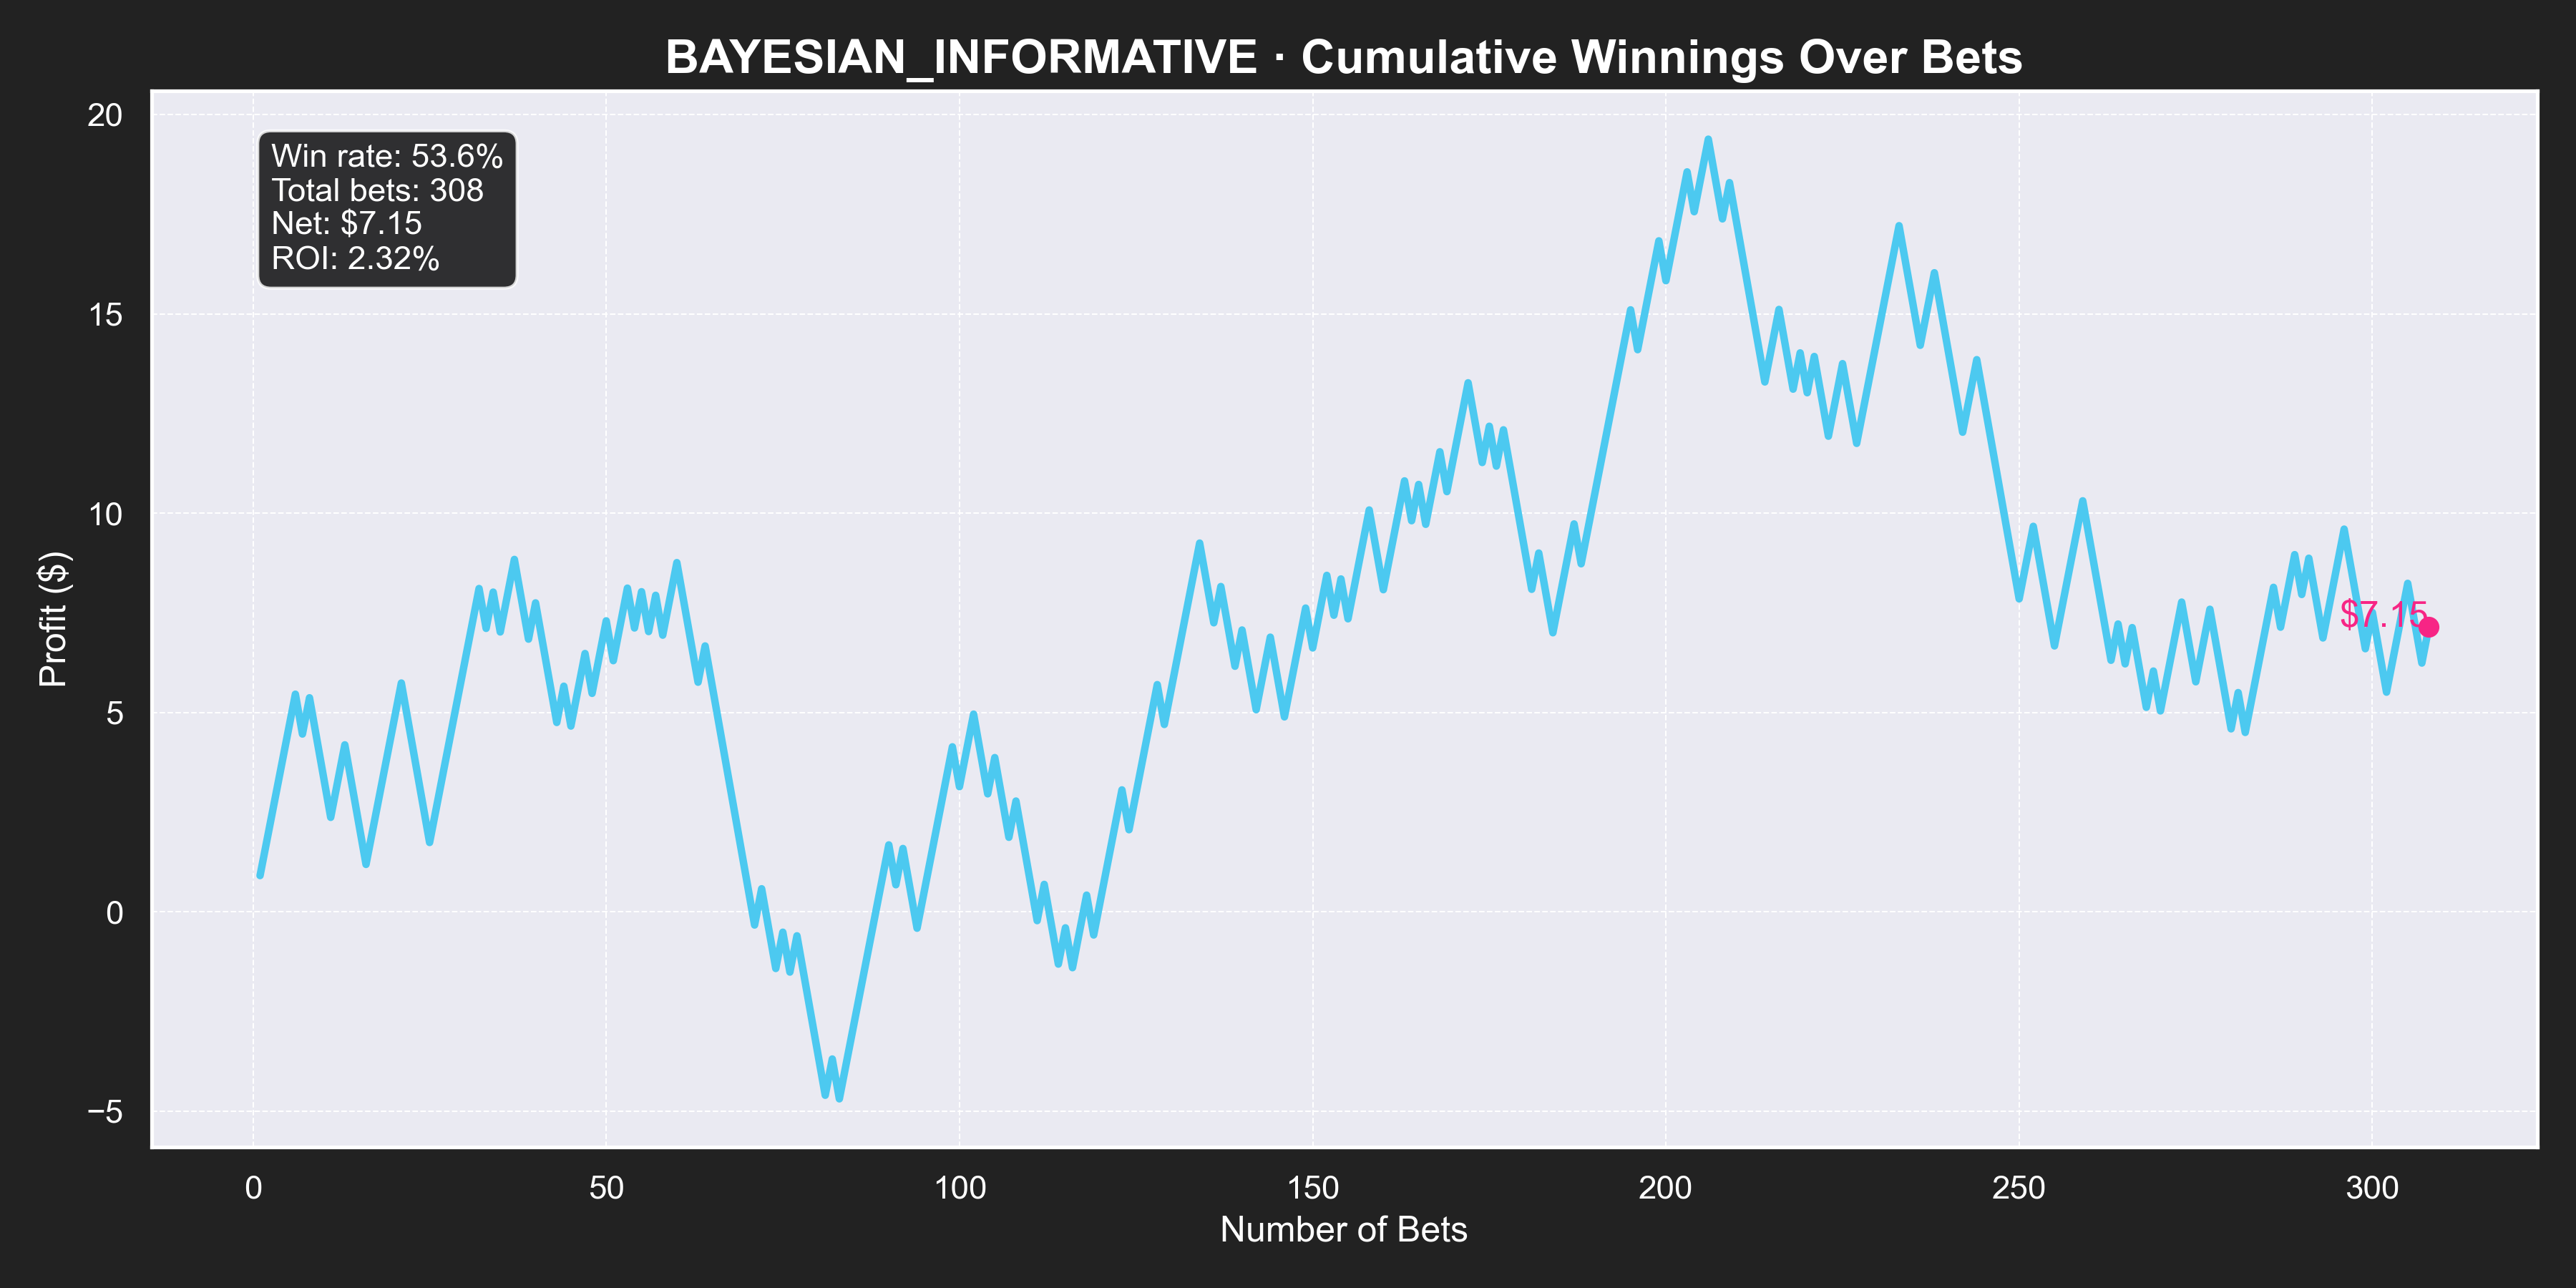 BAYESIAN_INFORMATIVE · Cumulative Winnings Over Bets
20
Win rate: 53.6%
Total bets: 308
Net: $7.15
ROI: 2.32%
15
10
Profit ($)
$7.15
5
0
−5
0 50 100 150 200 250 300
Number of Bets